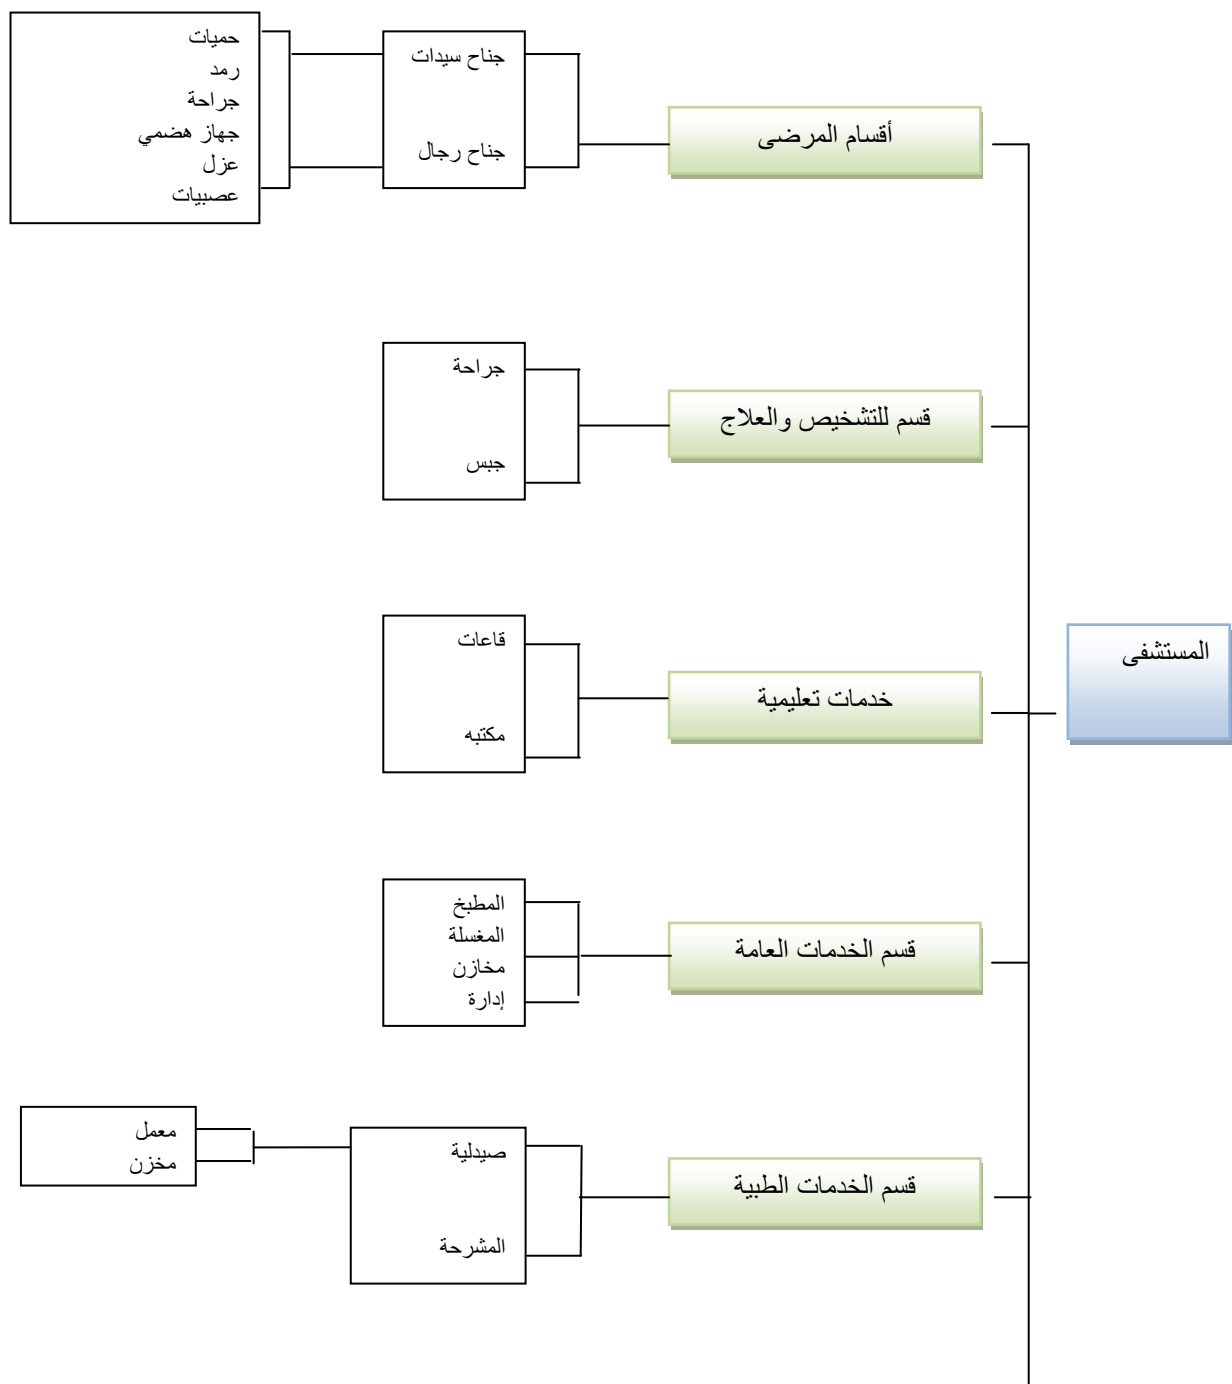 المستشفى
أقسام المرضى
جناح سيدات
جناح رجال
حميات
رمد
جراحة
جهاز هضمي
عزل
عصبيات
قسم للتشخيص والعلاج
جراحة
جبس
خدمات تعليمية
قاعات
مكتبه
قسم الخدمات العامة
المطبخ
المغسلة
مخازن
إدارة
قسم الخدمات الطبية
صيدلية
المشرحة
معمل
مخزن